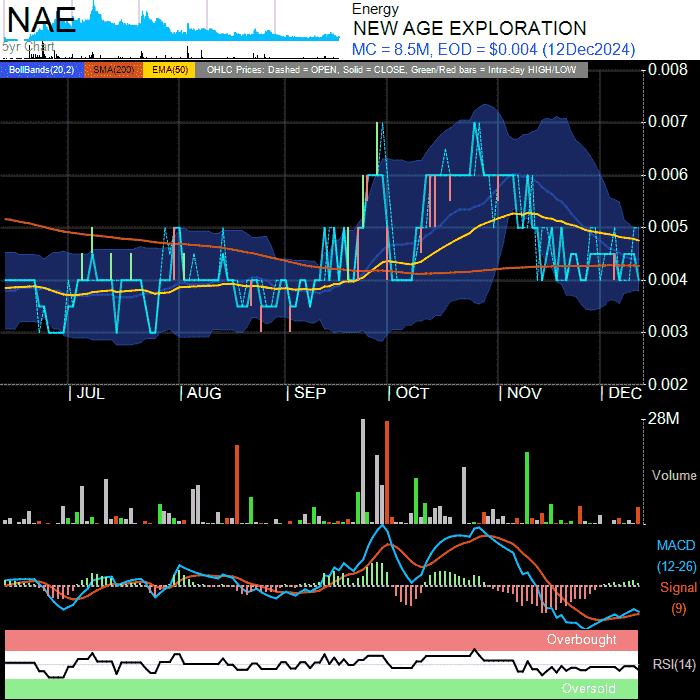 NAE
5yr Chart
Energy
NEW AGE EXPLORATION
MC = 8.5M, EOD = $0.004 (12Dec2024)
BollBands(20,2) SMA(200) EMA(50) OHLC Prices: Dashed = OPEN, Solid = CLOSE, Green/Red bars = Intra-day HIGH/LOW
0.008
0.007
0.006
0.005
0.004
0.003
0.002
JUL AUG SEP OCT NOV DEC
28M
Volume
MACD
(12-26)
Signal
(9)
Overbought
RSI(14)
Oversold